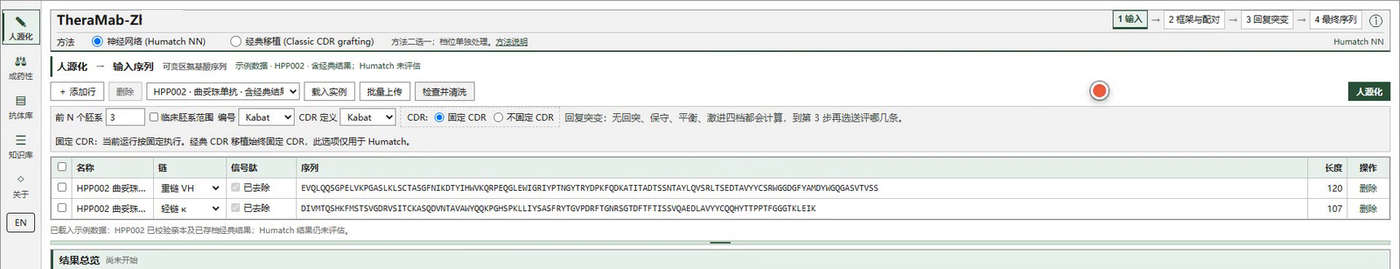 TheraMab-Zh
1 输入 → 2 框架与配对 → 3 回复突变 → 4 最终序列
方法 神经网络 (Humatch NN) 经典移植 (Classic CDR grafting) 方法二选一；档位单独处理。方法说明 Humatch NN
人源化
成药性
抗体库
知识库
关于
EN
人源化 → 输入序列 可变区氨基酸序列 示例数据 · HPP002 · 含经典结果；Humatch 未评估
+ 添加行 删除 HPP002 · 曲妥珠单抗 · 含经典结果 载入实例 批量上传 检查并清洗 人源化
前 N 个胚系 3 临床胚系范围 编号 Kabat CDR 定义 Kabat CDR: 固定 CDR 不固定 CDR 回复突变：无回突、保守、平衡、激进四档都会计算，到第 3 步再选送评哪几条。
固定 CDR：当前运行按固定执行。经典 CDR 移植始终固定 CDR，此选项仅用于 Humatch。
名称 链 信号肽 序列 长度 操作
HPP002 曲妥珠... 重链 VH 已去除 EVQLQQSGPELVKPGASLKLSCTASGFNIKDTYIHWVKQRPEQGLEWIGRIYPTNGYTRYDPKFQDKATITADTSSNTAYLQVSRLTSEDTAVYYCSRWGGDGFYAMDYWGQGASVTVSS 120 删除
HPP002 曲妥珠... 轻链 κ 已去除 DIVMTQSHKFMSTSVGDRVSITCKASQDVNTAVAWYQQKPGHSPKLLIYSASFRYTGVPDRFTGNRSGTDFTFTISSVQAEDLAVYYCQQHYTTPPTFGGGTKLEIK 107 删除
已载入示例数据：HPP002 已校验亲本及已存档经典结果；Humatch 结果仍未评估。
结果总览 尚未开始